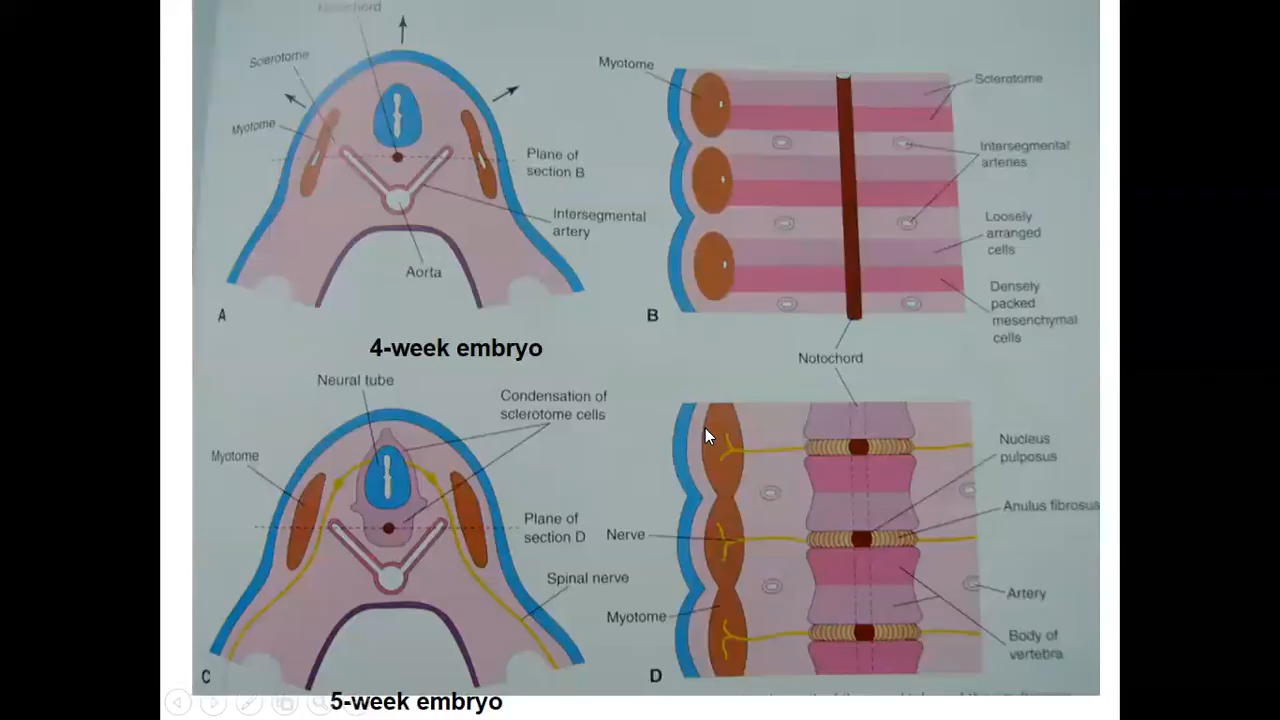 Notochord
Sclerotome
Myotome
Plane of
section B
Intersegmental
artery
Aorta
A
4-week embryo
Myotome
Sclerotome
Intersegmental
arteries
Loosely
arranged
cells
Densely
packed
mesenchymal
cells
B
Notochord
Neural tube
Condensation of
sclerotome cells
Myotome
Plane of
section D
Spinal nerve
C
5-week embryo
Nucleus
pulposus
Anulus fibrosus
Nerve
Artery
Myotome
Body of
vertebra
D